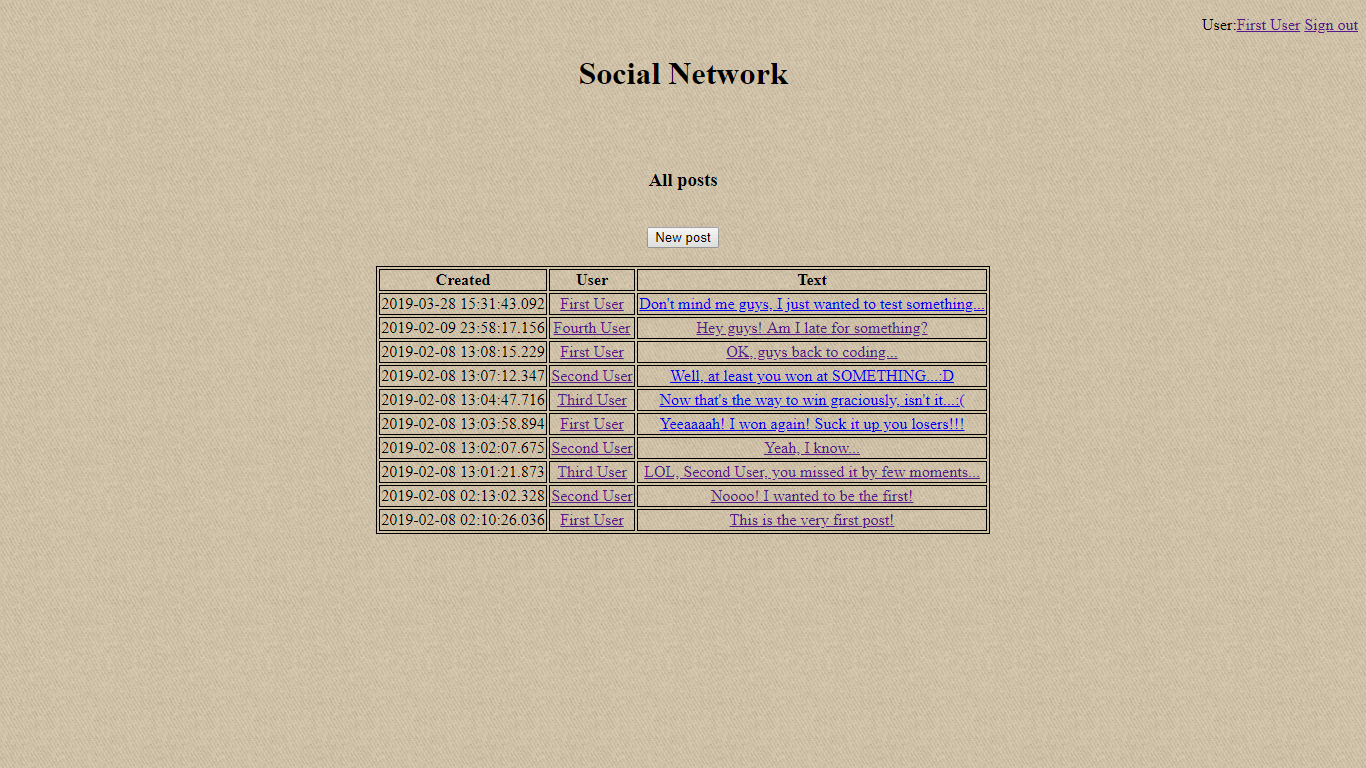 User:First User Sign out
Social Network
All posts
New post
Created User Text
2019-03-28 15:31:43.092 First User Don't mind me guys, I just wanted to test something...
2019-02-09 23:58:17.156 Fourth User Hey guys! Am I late for something?
2019-02-08 13:08:15.229 First User OK, guys back to coding...
2019-02-08 13:07:12.347 Second User Well, at least you won at SOMETHING...:D
2019-02-08 13:04:47.716 Third User Now that's the way to win graciously, isn't it...:(
2019-02-08 13:03:58.894 First User Yeeaaaah! I won again! Suck it up you losers!!!
2019-02-08 13:02:07.675 Second User Yeah, I know...
2019-02-08 13:01:21.873 Third User LOL, Second User, you missed it by few moments...
2019-02-08 02:13:02.328 Second User Noooo! I wanted to be the first!
2019-02-08 02:10:26.036 First User This is the very first post!